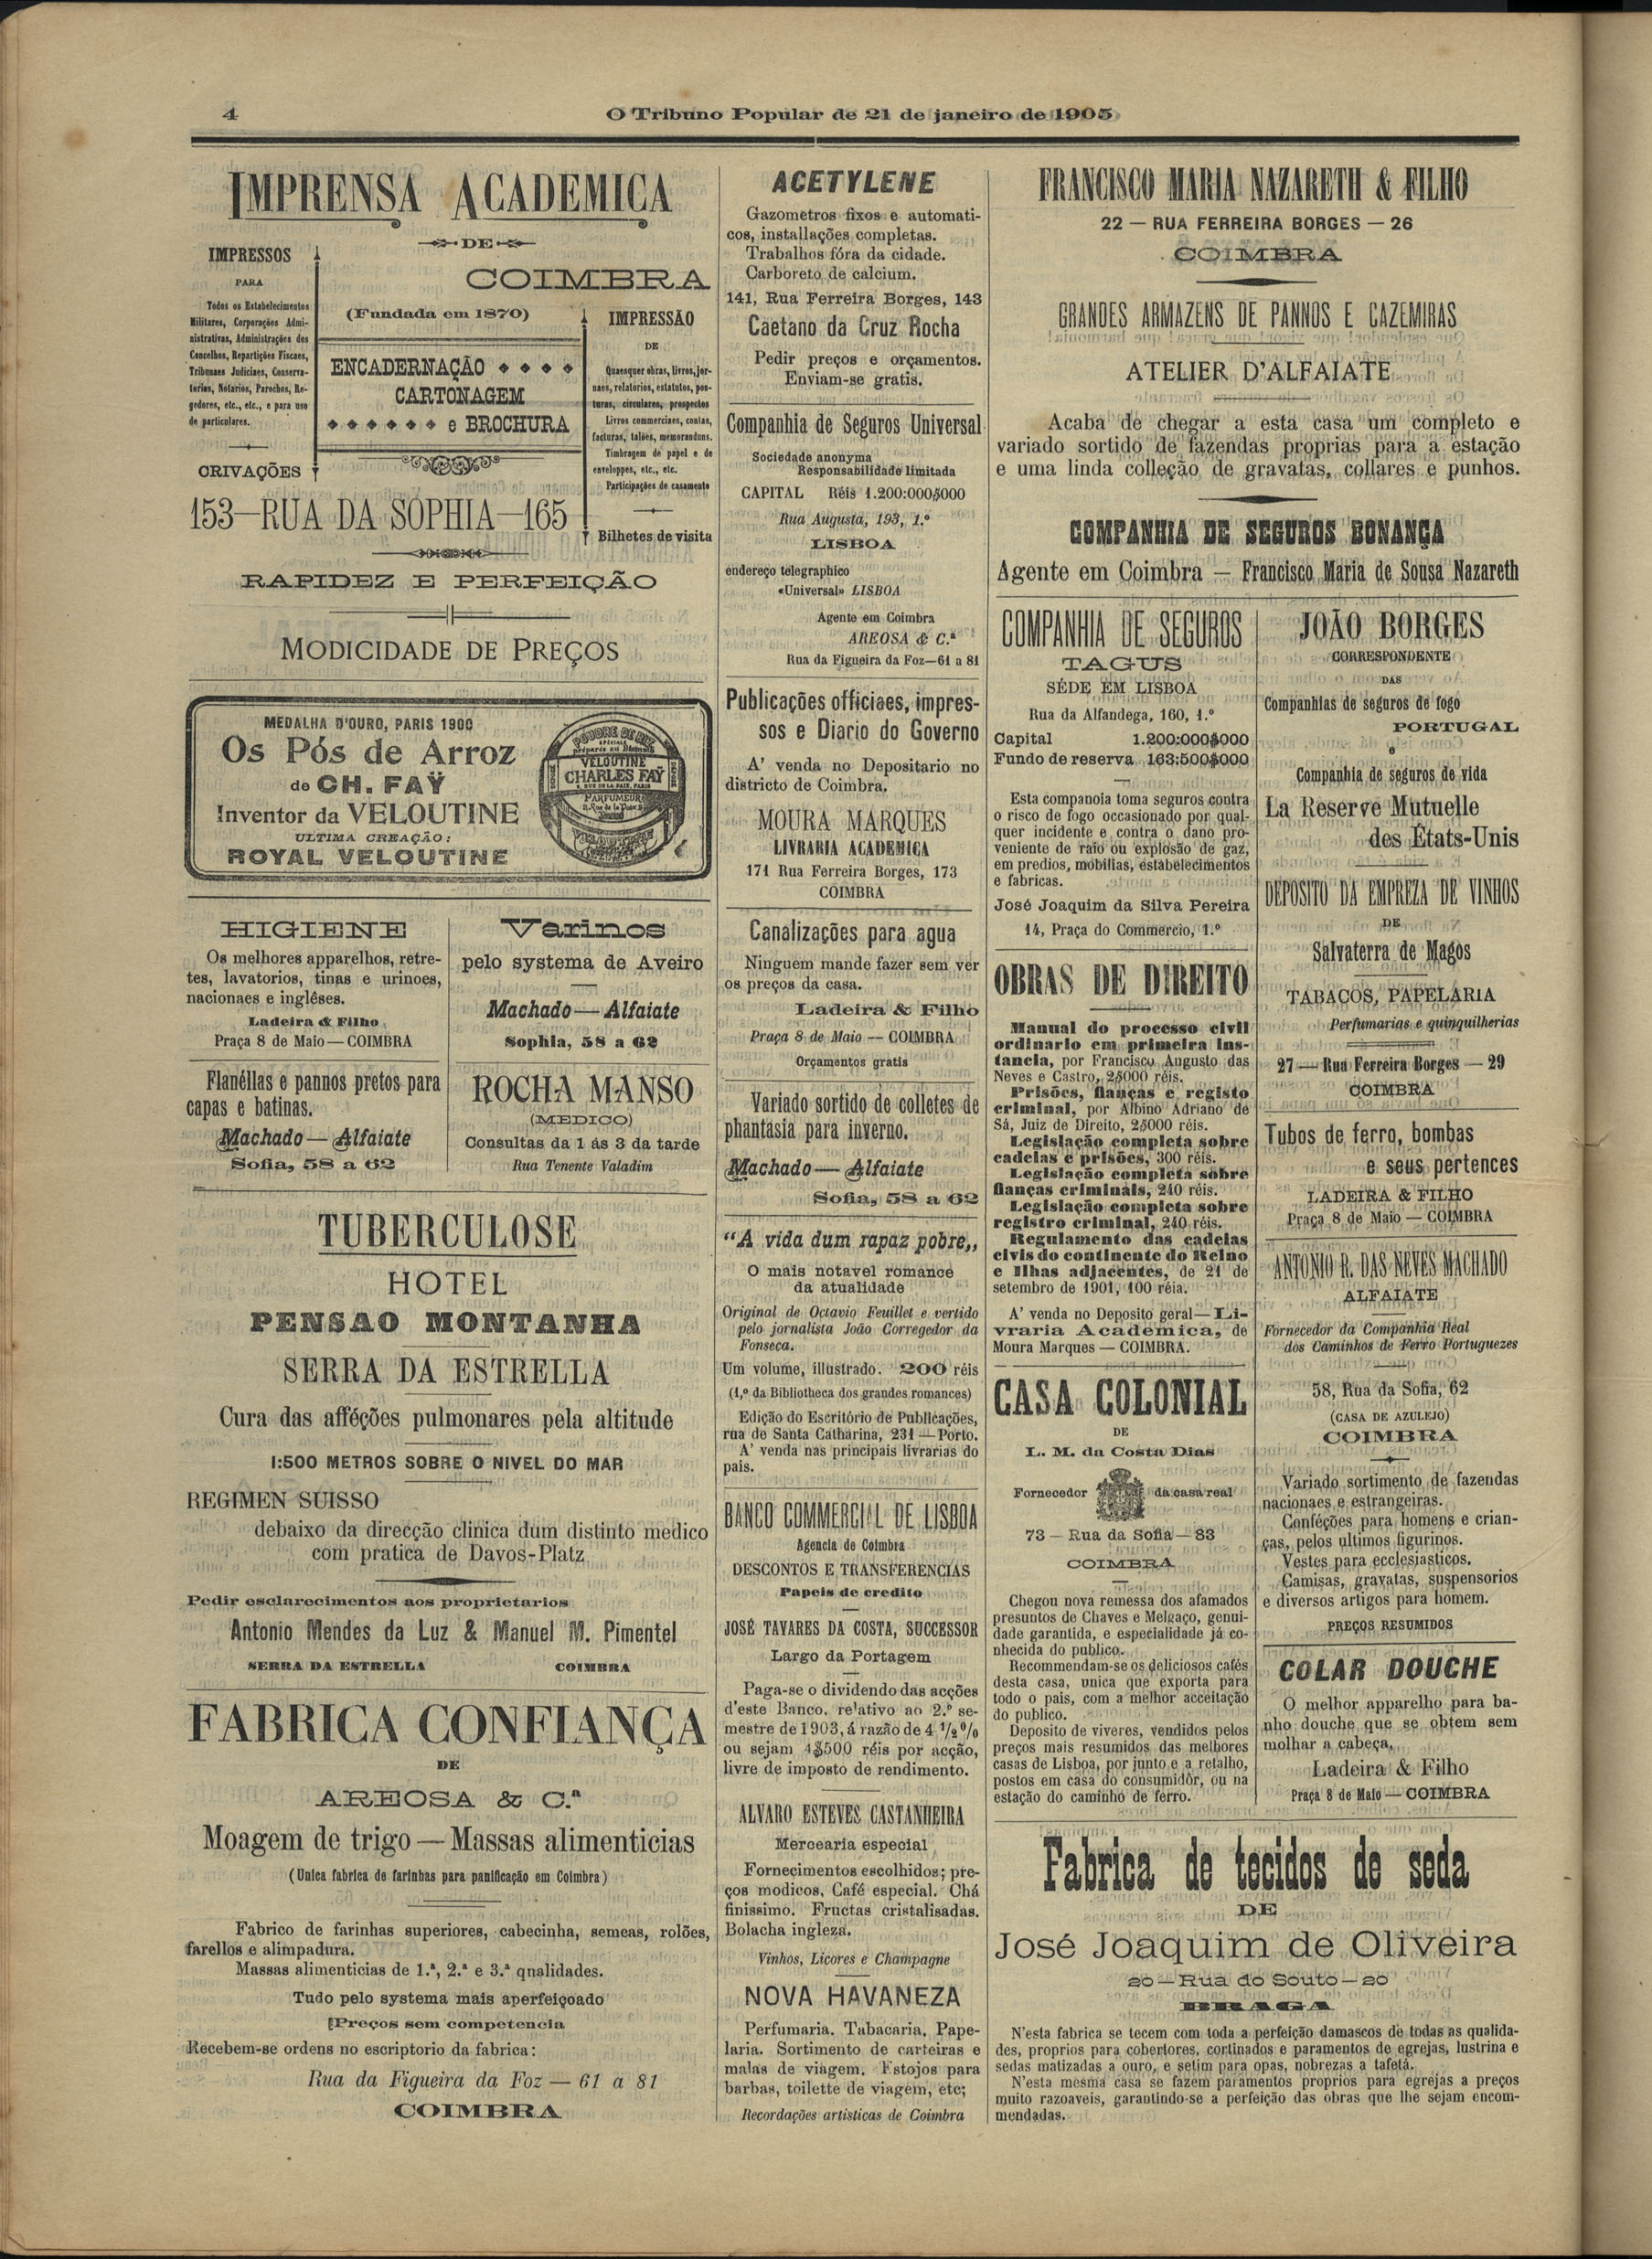 4
O Tribuno Popular de 21 de janeiro de 1905
IMPRENSA ACADEMICA
DE
COIMBRA
(Fundada em 1870)
IMPRESSOS
PARA
Todos os Estabelecimentos
Militares, Corporações Admi-
nistrativas, Administrações dos
Concelhos, Repartições Fiscaes,
Tribunaes Judiciaes, Conserva-
torias, Notarios, Parochos, Re-
gedores, etc., etc., e para uso
de particulares.
CRIVAÇÕES
ENCADERNAÇÃO
CARTONAGEM
e BROCHURA
IMPRESSÃO
DE
Quaesquer obras, livros, jor-
naes, relatorios, estatutos, pos-
turas, circulares, prospectos
Livros commerciaes, contas,
facturas, talões, memoranduns.
Timbragem de papel e de
enveloppes, etc., etc.
Participações de casamento
Bilhetes de visita
153—RUA DA SOPHIA—165
RAPIDEZ E PERFEIÇÃO
MODICIDADE DE PREÇOS
MEDALHA D'OURO, PARIS 1900
Os Pós de Arroz
de CH. FAŸ
Inventor da VELOUTINE
ULTIMA CREAÇÃO:
ROYAL VELOUTINE
POUDRE DE RIZ
SPÉCIALE
préparée au Bismuth
VELOUTINE
CHARLES FAŸ
9, RUE DE LA PAIX, PARIS
PARFUMEUR
HIGIENE
Os melhores apparelhos, retre-
tes, lavatorios, tinas e urinoes,
nacionaes e inglêses.
Ladeira & Filho
Praça 8 de Maio — COIMBRA
Varinos
pelo systema de Aveiro
Machado — Alfaiate
Sophia, 58 a 62
Flanéllas e pannos pretos para
capas e batinas.
Machado — Alfaiate
Sofia, 58 a 62
ROCHA MANSO
(MEDICO)
Consultas da 1 ás 3 da tarde
Rua Tenente Valadim
TUBERCULOSE
HOTEL
PENSAO MONTANHA
SERRA DA ESTRELLA
Cura das afféções pulmonares pela altitude
1:500 METROS SOBRE O NIVEL DO MAR
REGIMEN SUISSO
debaixo da direcção clinica dum distinto medico
com pratica de Davos-Platz
Pedir esclarecimentos aos proprietarios
Antonio Mendes da Luz & Manuel M. Pimentel
SERRA DA ESTRELLA COIMBRA
FABRICA CONFIANÇA
DE
AREOSA & C.ª
Moagem de trigo — Massas alimenticias
(Unica fabrica de farinhas para panificação em Coimbra)
Fabrico de farinhas superiores, cabecinha, semeas, rolões,
farellos e alimpadura.
Massas alimenticias de 1.ª, 2.ª e 3.ª qnalidades.
Tudo pelo systema mais aperfeiçoado
Preços sem competencia
Recebem-se ordens no escriptorio da fabrica:
Rua da Figueira da Foz — 61 a 81
COIMBRA
ACETYLENE
Gazometros fixos e automati-
cos, installações completas.
Trabalhos fóra da cidade.
Carboreto de calcium.
141, Rua Ferreira Borges, 143
Caetano da Cruz Rocha
Pedir preços e orçamentos.
Enviam-se gratis.
Companhia de Seguros Universal
Sociedade anonyma
Responsabilidade limitada
CAPITAL Réis 1.200:000$000
Rua Augusta, 193, 1.º
LISBOA
endereço telegraphico
«Universal» LISBOA
Agente em Coimbra
AREOSA & C.ª
Rua da Figueira da Foz—61 a 81
Publicações officiaes, impres-
sos e Diario do Governo
A' venda no Depositario no
districto de Coimbra.
MOURA MARQUES
LIVRARIA ACADEMICA
171 Rua Ferreira Borges, 173
COIMBRA
Canalizações para agua
Ninguem mande fazer sem ver
os preços da casa.
Ladeira & Filho
Praça 8 de Maio — COIMBRA
Orçamentos gratis
Variado sortido de colletes de
phantasia para inverno.
Machado — Alfaiate
Sofia, 58 a 62
"A vida dum rapaz pobre,,
O mais notavel romance
da atualidade
Original de Octavio Feuillet e vertido
pelo jornalista João Corregedor da
Fonseca.
Um volume, illustrado. 200 réis
(1.º da Bibliotheca dos grandes romances)
Edição do Escritório de Publicações,
rua de Santa Catharina, 231 — Porto.
A' venda nas principais livrarias do
pais.
BANCO COMMERCIAL DE LISBOA
Agencia de Coimbra
DESCONTOS E TRANSFERENCIAS
Papeis de credito
JOSÉ TAVARES DA COSTA, SUCCESSOR
Largo da Portagem
Paga-se o dividendo das acções
d'este Banco, relativo ao 2.º se-
mestre de 1903, á razão de 4 1/2 %
ou sejam 4$500 réis por acção,
livre de imposto de rendimento.
ALVARO ESTEVES CASTANHEIRA
Mercearia especial
Fornecimentos escolhidos; pre-
ços modicos, Café especial. Chá
finissimo. Fructas cristalisadas.
Bolacha ingleza.
Vinhos, Licores e Champagne
NOVA HAVANEZA
Perfumaria. Tabacaria. Pape-
laria. Sortimento de carteiras e
malas de viagem. Estojos para
barbas, toilette de viagem, etc;
Recordações artisticas de Coimbra
FRANCISCO MARIA NAZARETH & FILHO
22 — RUA FERREIRA BORGES — 26
COIMBRA
GRANDES ARMAZENS DE PANNOS E CAZEMIRAS
ATELIER D'ALFAIATE
Acaba de chegar a esta casa um completo e
variado sortido de fazendas proprias para a estação
e uma linda colleção de gravatas, collares e punhos.
COMPANHIA DE SEGUROS BONANÇA
Agente em Coimbra — Francisco Maria de Sousa Nazareth
COMPANHIA DE SEGUROS
TAGUS
SÉDE EM LISBOA
Rua da Alfandega, 160, 1.º
Capital 1.200:000$000
Fundo de reserva 163:500$000
Esta companoia toma seguros contra
o risco de fogo occasionado por qual-
quer incidente e contra o dano pro-
veniente de raio ou explosão de gaz,
em predios, mobilias, estabelecimentos
e fabricas.
José Joaquim da Silva Pereira
14, Praça do Commercio, 1.º
OBRAS DE DIREITO
Manual do processo civil
ordinario em primeira ins-
tancia, por Francisco Augusto das
Neves e Castro, 2$000 réis.
Prisões, fianças e registo
criminal, por Albino Adriano de
Sá, Juiz de Direito, 2$000 réis.
Legislação completa sobre
cadeias e prisões, 300 réis.
Legislação completa sobre
fianças criminais, 240 réis.
Legislação completa sobre
registro criminal, 240 réis.
Regulamento das cadeias
civis do continente do Reino
e Ilhas adjacentes, de 21 de
setembro de 1901, 100 réia.
A' venda no Deposito geral—Li-
vraria Academica, de
Moura Marques — COIMBRA.
CASA COLONIAL
DE
L. M. da Costa Dias
Fornecedor da casa real
73 — Rua da Sofia — 83
COIMBRA
Chegou nova remessa dos afamados
presuntos de Chaves e Melgaço, genui-
dade garantida, e especialidade já co-
nhecida do publico.
Recommendam-se os deliciosos cafés
desta casa, unica que exporta para
todo o pais, com a melhor acceitação
do publico.
Deposito de viveres, vendidos pelos
preços mais resumidos das melhores
casas de Lisboa, por junto e a retalho,
postos em casa do consumidôr, ou na
estação do caminho de ferro.
JOÃO BORGES
CORRESPONDENTE
DAS
Companhias de seguros de fogo
PORTUGAL
e
Companhia de seguros de vida
La Reserve Mutuelle
des États-Unis
DEPOSITO DA EMPREZA DE VINHOS
DE
Salvaterra de Magos
TABACOS, PAPELARIA
Perfumarias e quinquilherias
27 — Rua Ferreira Borges — 29
COIMBRA
Tubos de ferro, bombas
e seus pertences
LADEIRA & FILHO
Praça 8 de Maio — COIMBRA
ANTONIO R. DAS NEVES MACHADO
ALFAIATE
Fornecedor da Companhia Real
dos Caminhos de Ferro Portuguezes
58, Rua da Sofia, 62
(CASA DE AZULEJO)
COIMBRA
Variado sortimento de fazendas
nacionaes e estrangeiras.
Conféções para homens e crian-
ças, pelos ultimos figurinos.
Vestes para ecclesiasticos.
Camisas, gravatas, suspensorios
e diversos artigos para homem.
PREÇOS RESUMIDOS
COLAR DOUCHE
O melhor apparelho para ba-
nho douche que se obtem sem
molhar a cabeça.
Ladeira & Filho
Praça 8 de Maio — COIMBRA
Fabrica de tecidos de seda
DE
José Joaquim de Oliveira
20 — Rua do Souto — 20
BRAGA
N'esta fabrica se tecem com toda a perfeição damascos de todas as qualida-
des, proprios para cobertores, cortinados e paramentos de egrejas, lustrina e
sedas matizadas a ouro, e setim para opas, nobrezas a tafetá.
N'esta mesma casa se fazem paramentos proprios para egrejas a preços
muito razoaveis, garantindo-se a perfeição das obras que lhe sejam encom-
mendadas.